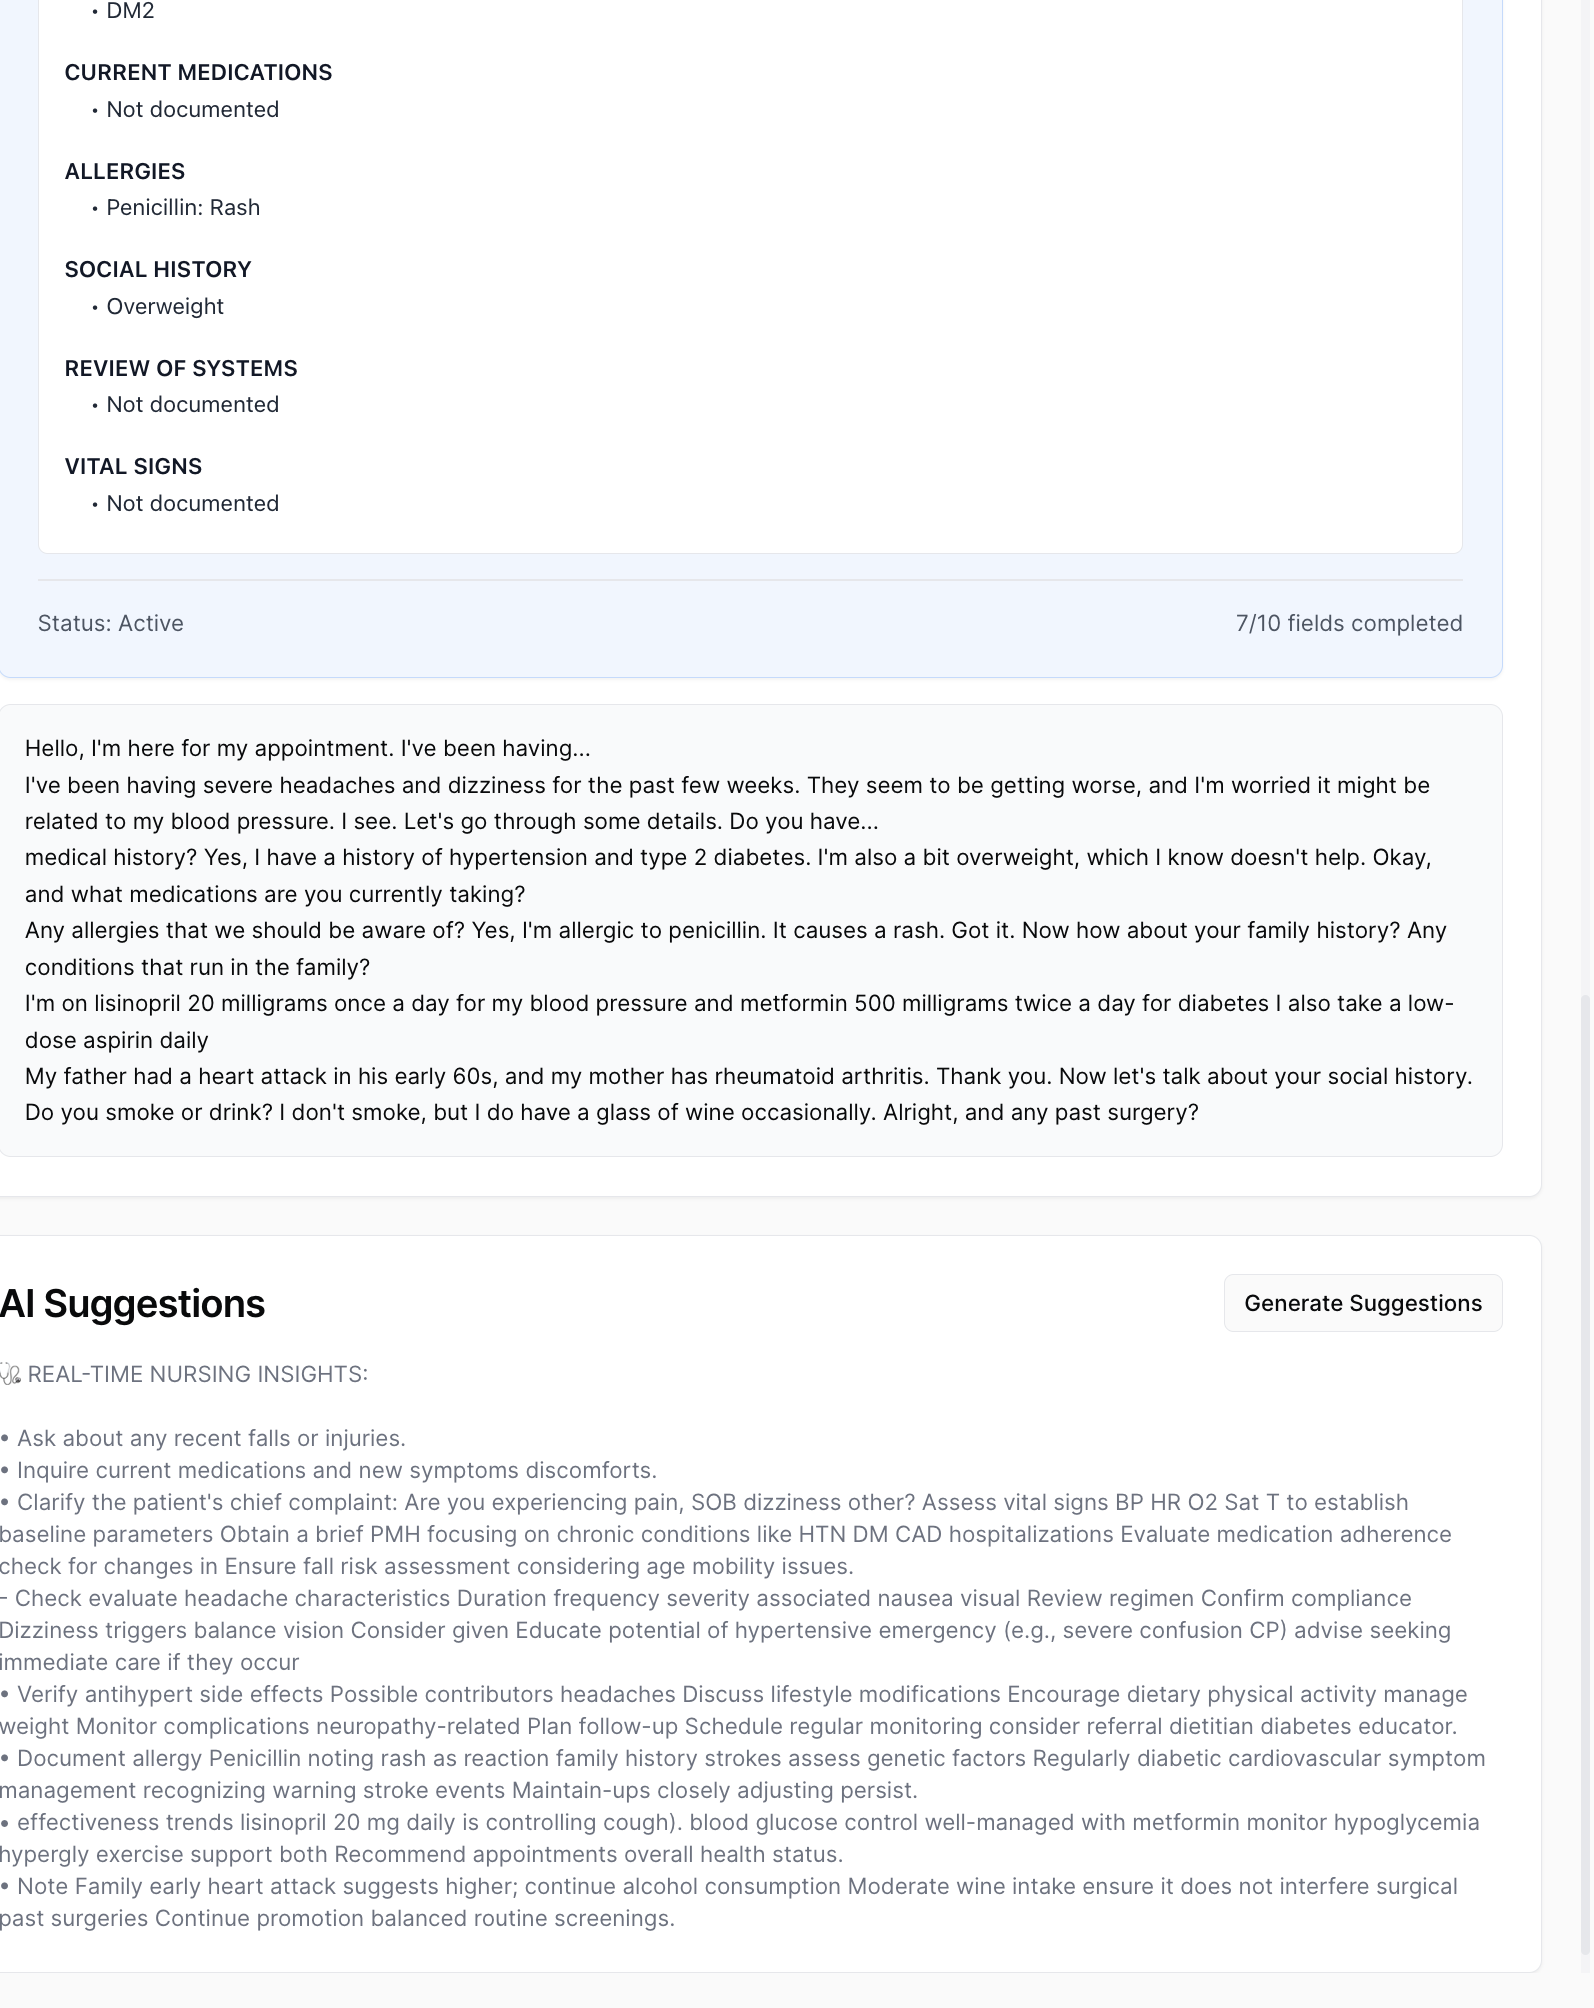 • DM2
CURRENT MEDICATIONS
• Not documented
ALLERGIES
• Penicillin: Rash
SOCIAL HISTORY
• Overweight
REVIEW OF SYSTEMS
• Not documented
VITAL SIGNS
• Not documented
Status: Active
7/10 fields completed
Hello, I'm here for my appointment. I've been having...
I've been having severe headaches and dizziness for the past few weeks. They seem to be getting worse, and I'm worried it might be
related to my blood pressure. I see. Let's go through some details. Do you have...
medical history? Yes, I have a history of hypertension and type 2 diabetes. I'm also a bit overweight, which I know doesn't help. Okay,
and what medications are you currently taking?
Any allergies that we should be aware of? Yes, I'm allergic to penicillin. It causes a rash. Got it. Now how about your family history? Any
conditions that run in the family?
I'm on lisinopril 20 milligrams once a day for my blood pressure and metformin 500 milligrams twice a day for diabetes I also take a low-
dose aspirin daily
My father had a heart attack in his early 60s, and my mother has rheumatoid arthritis. Thank you. Now let's talk about your social history.
Do you smoke or drink? I don't smoke, but I do have a glass of wine occasionally. Alright, and any past surgery?
AI Suggestions
Generate Suggestions
🩺 REAL-TIME NURSING INSIGHTS:
• Ask about any recent falls or injuries.
• Inquire current medications and new symptoms discomforts.
• Clarify the patient's chief complaint: Are you experiencing pain, SOB dizziness other? Assess vital signs BP HR O2 Sat T to establish
baseline parameters Obtain a brief PMH focusing on chronic conditions like HTN DM CAD hospitalizations Evaluate medication adherence
check for changes in Ensure fall risk assessment considering age mobility issues.
- Check evaluate headache characteristics Duration frequency severity associated nausea visual Review regimen Confirm compliance
Dizziness triggers balance vision Consider given Educate potential of hypertensive emergency (e.g., severe confusion CP) advise seeking
immediate care if they occur
• Verify antihypert side effects Possible contributors headaches Discuss lifestyle modifications Encourage dietary physical activity manage
weight Monitor complications neuropathy-related Plan follow-up Schedule regular monitoring consider referral dietitian diabetes educator.
• Document allergy Penicillin noting rash as reaction family history strokes assess genetic factors Regularly diabetic cardiovascular symptom
management recognizing warning stroke events Maintain-ups closely adjusting persist.
• effectiveness trends lisinopril 20 mg daily is controlling cough). blood glucose control well-managed with metformin monitor hypoglycemia
hypergly exercise support both Recommend appointments overall health status.
• Note Family early heart attack suggests higher; continue alcohol consumption Moderate wine intake ensure it does not interfere surgical
past surgeries Continue promotion balanced routine screenings.